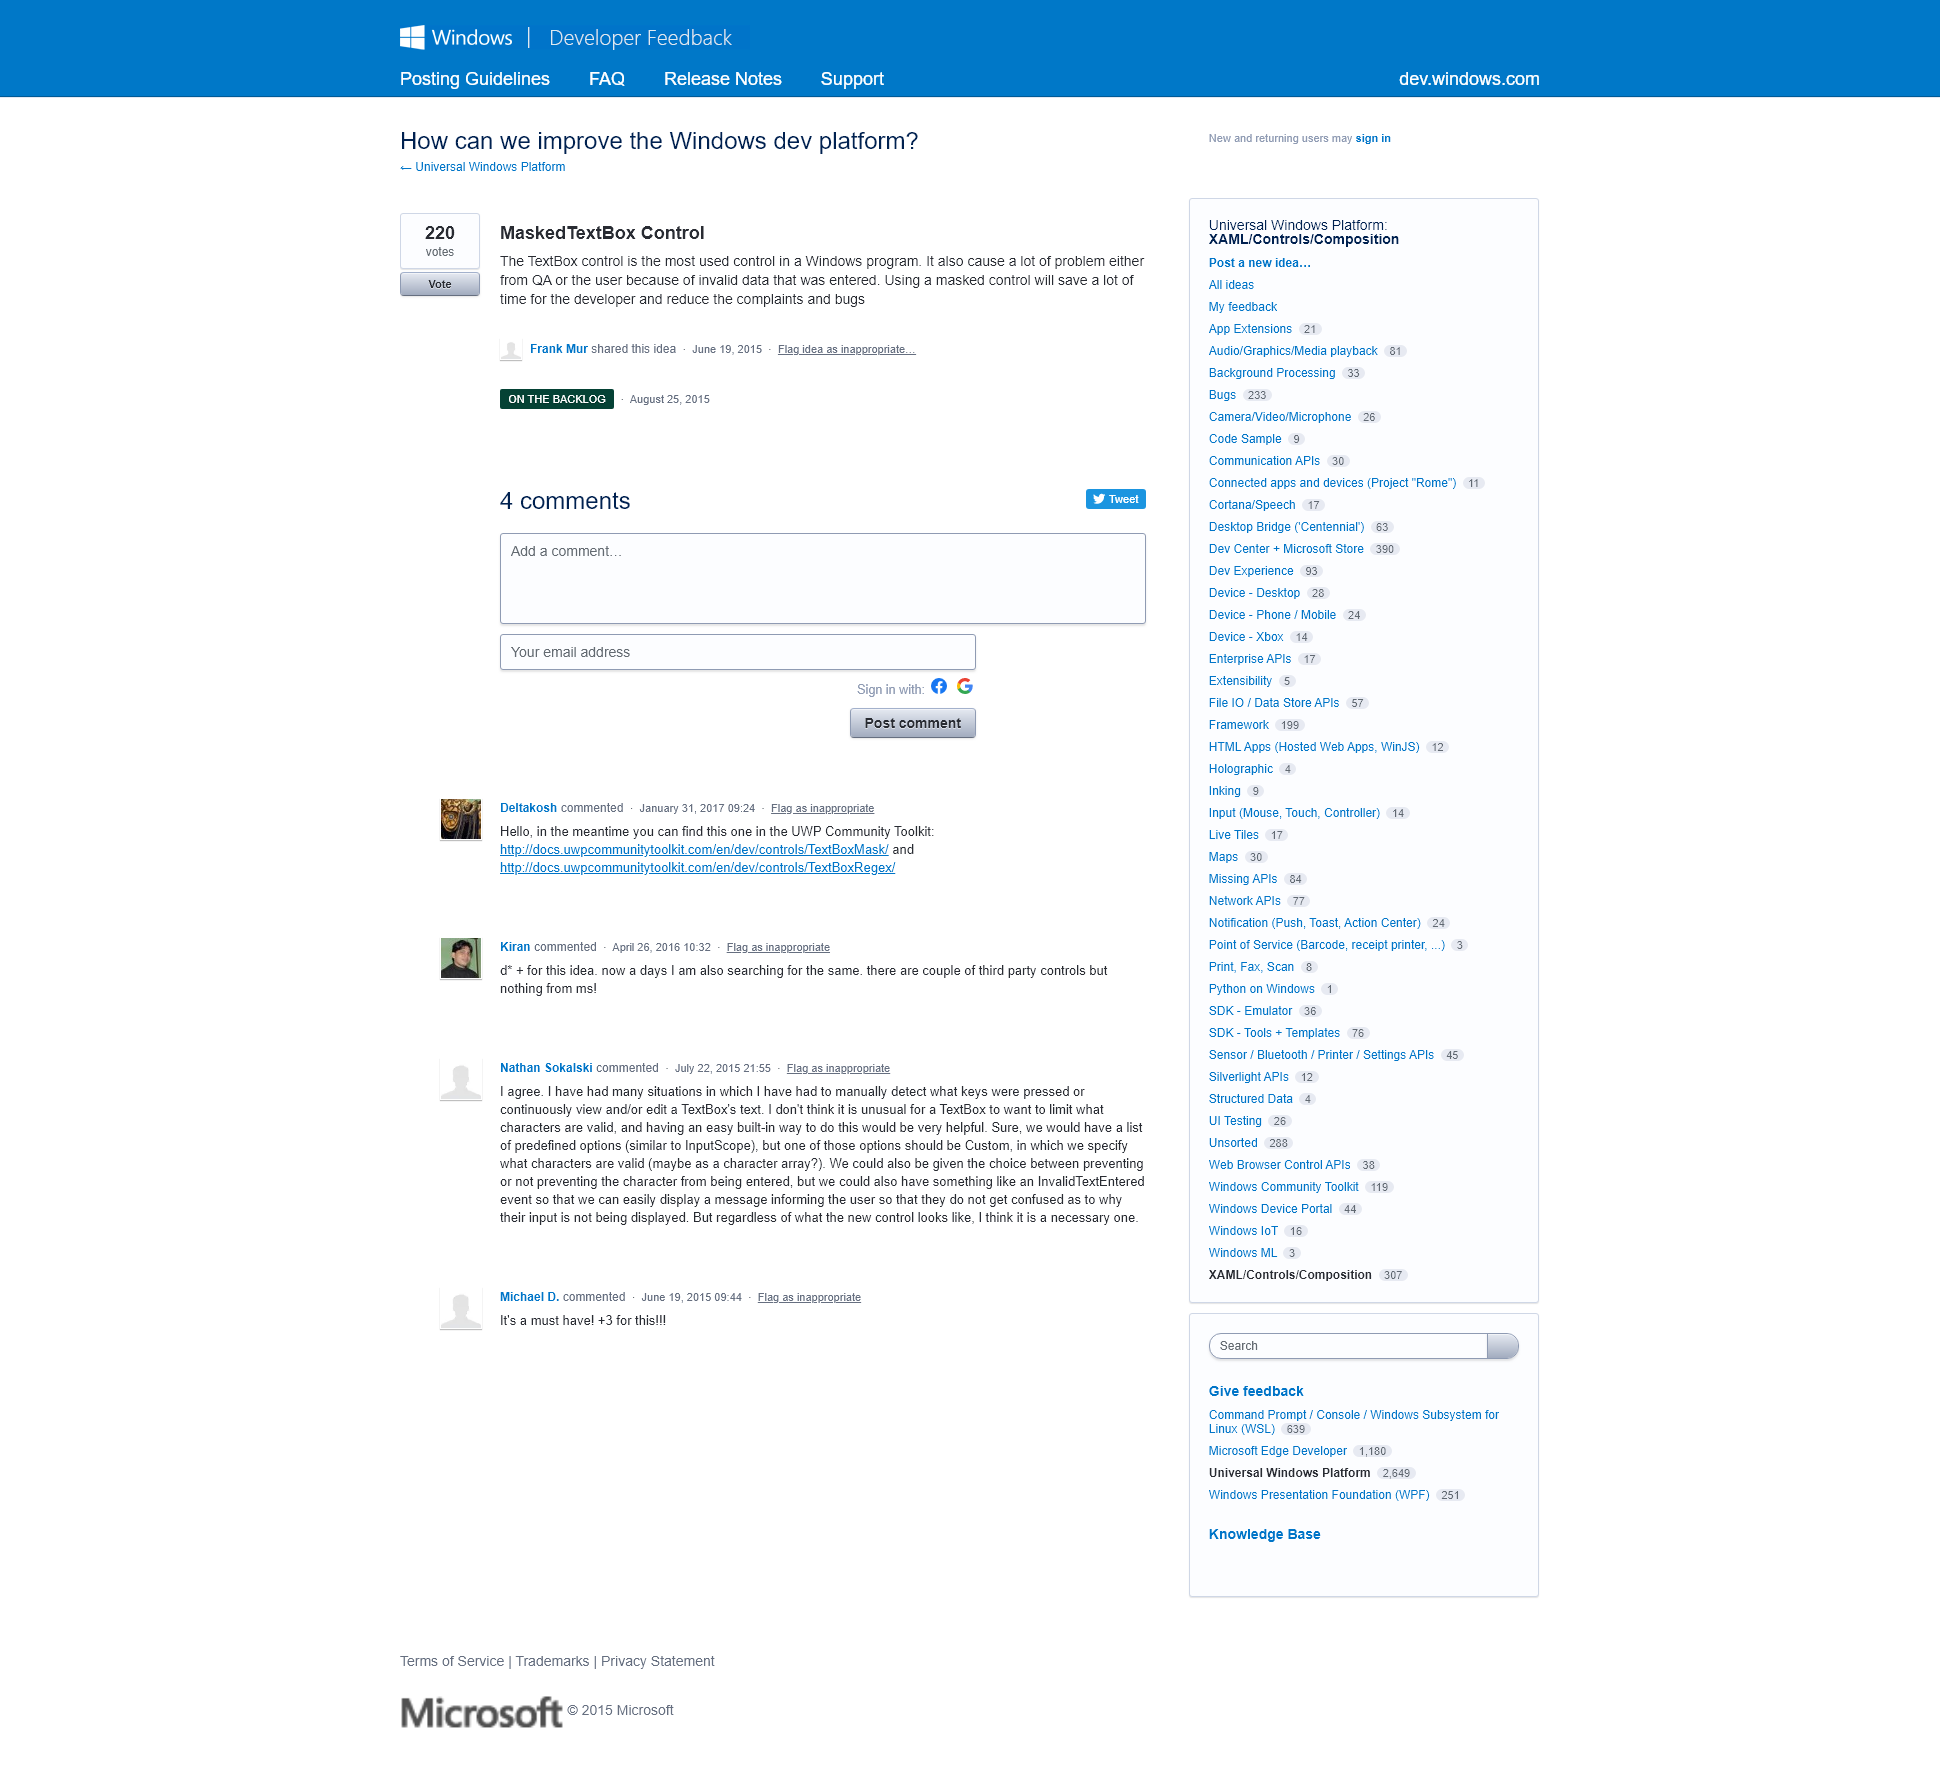 Windows | Developer Feedback
Posting Guidelines FAQ Release Notes Support dev.windows.com
How can we improve the Windows dev platform?
← Universal Windows Platform
New and returning users may sign in
220
votes
Vote
MaskedTextBox Control
The TextBox control is the most used control in a Windows program. It also cause a lot of problem either
from QA or the user because of invalid data that was entered. Using a masked control will save a lot of
time for the developer and reduce the complaints and bugs
Frank Mur shared this idea · June 19, 2015 · Flag idea as inappropriate…
ON THE BACKLOG · August 25, 2015
4 comments
Tweet
Add a comment…
Your email address
Sign in with:
Post comment
Deltakosh commented · January 31, 2017 09:24 · Flag as inappropriate
Hello, in the meantime you can find this one in the UWP Community Toolkit:
http://docs.uwpcommunitytoolkit.com/en/dev/controls/TextBoxMask/ and
http://docs.uwpcommunitytoolkit.com/en/dev/controls/TextBoxRegex/
Kiran commented · April 26, 2016 10:32 · Flag as inappropriate
d* + for this idea. now a days I am also searching for the same. there are couple of third party controls but
nothing from ms!
Nathan Sokalski commented · July 22, 2015 21:55 · Flag as inappropriate
I agree. I have had many situations in which I have had to manually detect what keys were pressed or
continuously view and/or edit a TextBox's text. I don't think it is unusual for a TextBox to want to limit what
characters are valid, and having an easy built-in way to do this would be very helpful. Sure, we would have a list
of predefined options (similar to InputScope), but one of those options should be Custom, in which we specify
what characters are valid (maybe as a character array?). We could also be given the choice between preventing
or not preventing the character from being entered, but we could also have something like an InvalidTextEntered
event so that we can easily display a message informing the user so that they do not get confused as to why
their input is not being displayed. But regardless of what the new control looks like, I think it is a necessary one.
Michael D. commented · June 19, 2015 09:44 · Flag as inappropriate
It's a must have! +3 for this!!!
Universal Windows Platform:
XAML/Controls/Composition
Post a new idea…
All ideas
My feedback
App Extensions 21
Audio/Graphics/Media playback 81
Background Processing 33
Bugs 233
Camera/Video/Microphone 26
Code Sample 9
Communication APIs 30
Connected apps and devices (Project "Rome") 11
Cortana/Speech 17
Desktop Bridge ('Centennial') 63
Dev Center + Microsoft Store 390
Dev Experience 93
Device - Desktop 28
Device - Phone / Mobile 24
Device - Xbox 14
Enterprise APIs 17
Extensibility 5
File IO / Data Store APIs 57
Framework 199
HTML Apps (Hosted Web Apps, WinJS) 12
Holographic 4
Inking 9
Input (Mouse, Touch, Controller) 14
Live Tiles 17
Maps 30
Missing APIs 84
Network APIs 77
Notification (Push, Toast, Action Center) 24
Point of Service (Barcode, receipt printer, ...) 3
Print, Fax, Scan 8
Python on Windows 1
SDK - Emulator 36
SDK - Tools + Templates 76
Sensor / Bluetooth / Printer / Settings APIs 45
Silverlight APIs 12
Structured Data 4
UI Testing 26
Unsorted 288
Web Browser Control APIs 38
Windows Community Toolkit 119
Windows Device Portal 44
Windows IoT 16
Windows ML 3
XAML/Controls/Composition 307
Search
Give feedback
Command Prompt / Console / Windows Subsystem for
Linux (WSL) 639
Microsoft Edge Developer 1,180
Universal Windows Platform 2,649
Windows Presentation Foundation (WPF) 251
Knowledge Base
Terms of Service | Trademarks | Privacy Statement
Microsoft © 2015 Microsoft